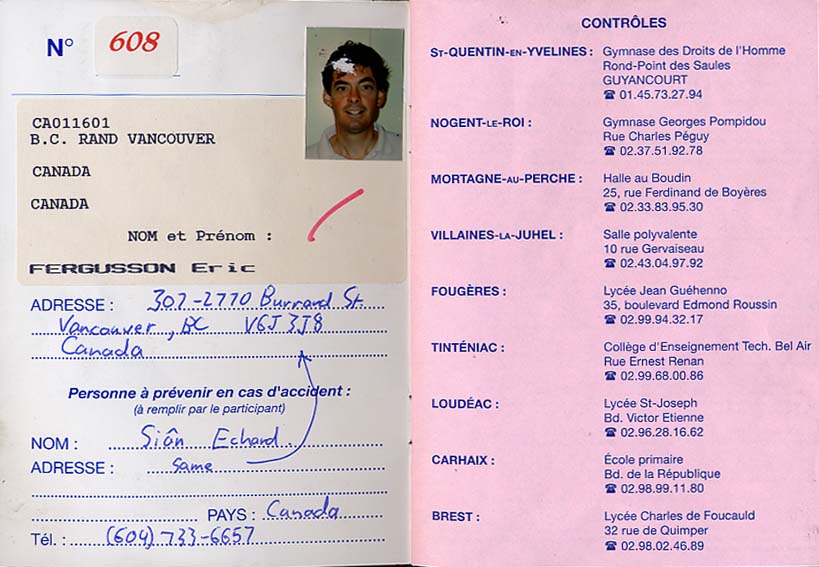 N° 608
CA011601
B.C. RAND VANCOUVER
CANADA
CANADA
NOM et Prénom :
FERGUSSON Eric
ADRESSE : 307-2770 Burrard St.
Vancouver, BC V6J 3J8
Canada
Personne à prévenir en cas d'accident :
(à remplir par le participant)
NOM : Siân Echard
ADRESSE : same
PAYS : Canada
Tél. : (604) 733-6657
CONTRÔLES
ST-QUENTIN-EN-YVELINES : Gymnase des Droits de l'Homme
Rond-Point des Saules
GUYANCOURT
☎ 01.45.73.27.94
NOGENT-LE-ROI : Gymnase Georges Pompidou
Rue Charles Péguy
☎ 02.37.51.92.78
MORTAGNE-AU-PERCHE : Halle au Boudin
25, rue Ferdinand de Boyères
☎ 02.33.83.95.30
VILLAINES-LA-JUHEL : Salle polyvalente
10 rue Gervaiseau
☎ 02.43.04.97.92
FOUGÈRES : Lycée Jean Guéhenno
35, boulevard Edmond Roussin
☎ 02.99.94.32.17
TINTÉNIAC : Collège d'Enseignement Tech. Bel Air
Rue Ernest Renan
☎ 02.99.68.00.86
LOUDÉAC : Lycée St-Joseph
Bd. Victor Etienne
☎ 02.96.28.16.62
CARHAIX : École primaire
Bd. de la République
☎ 02.98.99.11.80
BREST : Lycée Charles de Foucauld
32 rue de Quimper
☎ 02.98.02.46.89